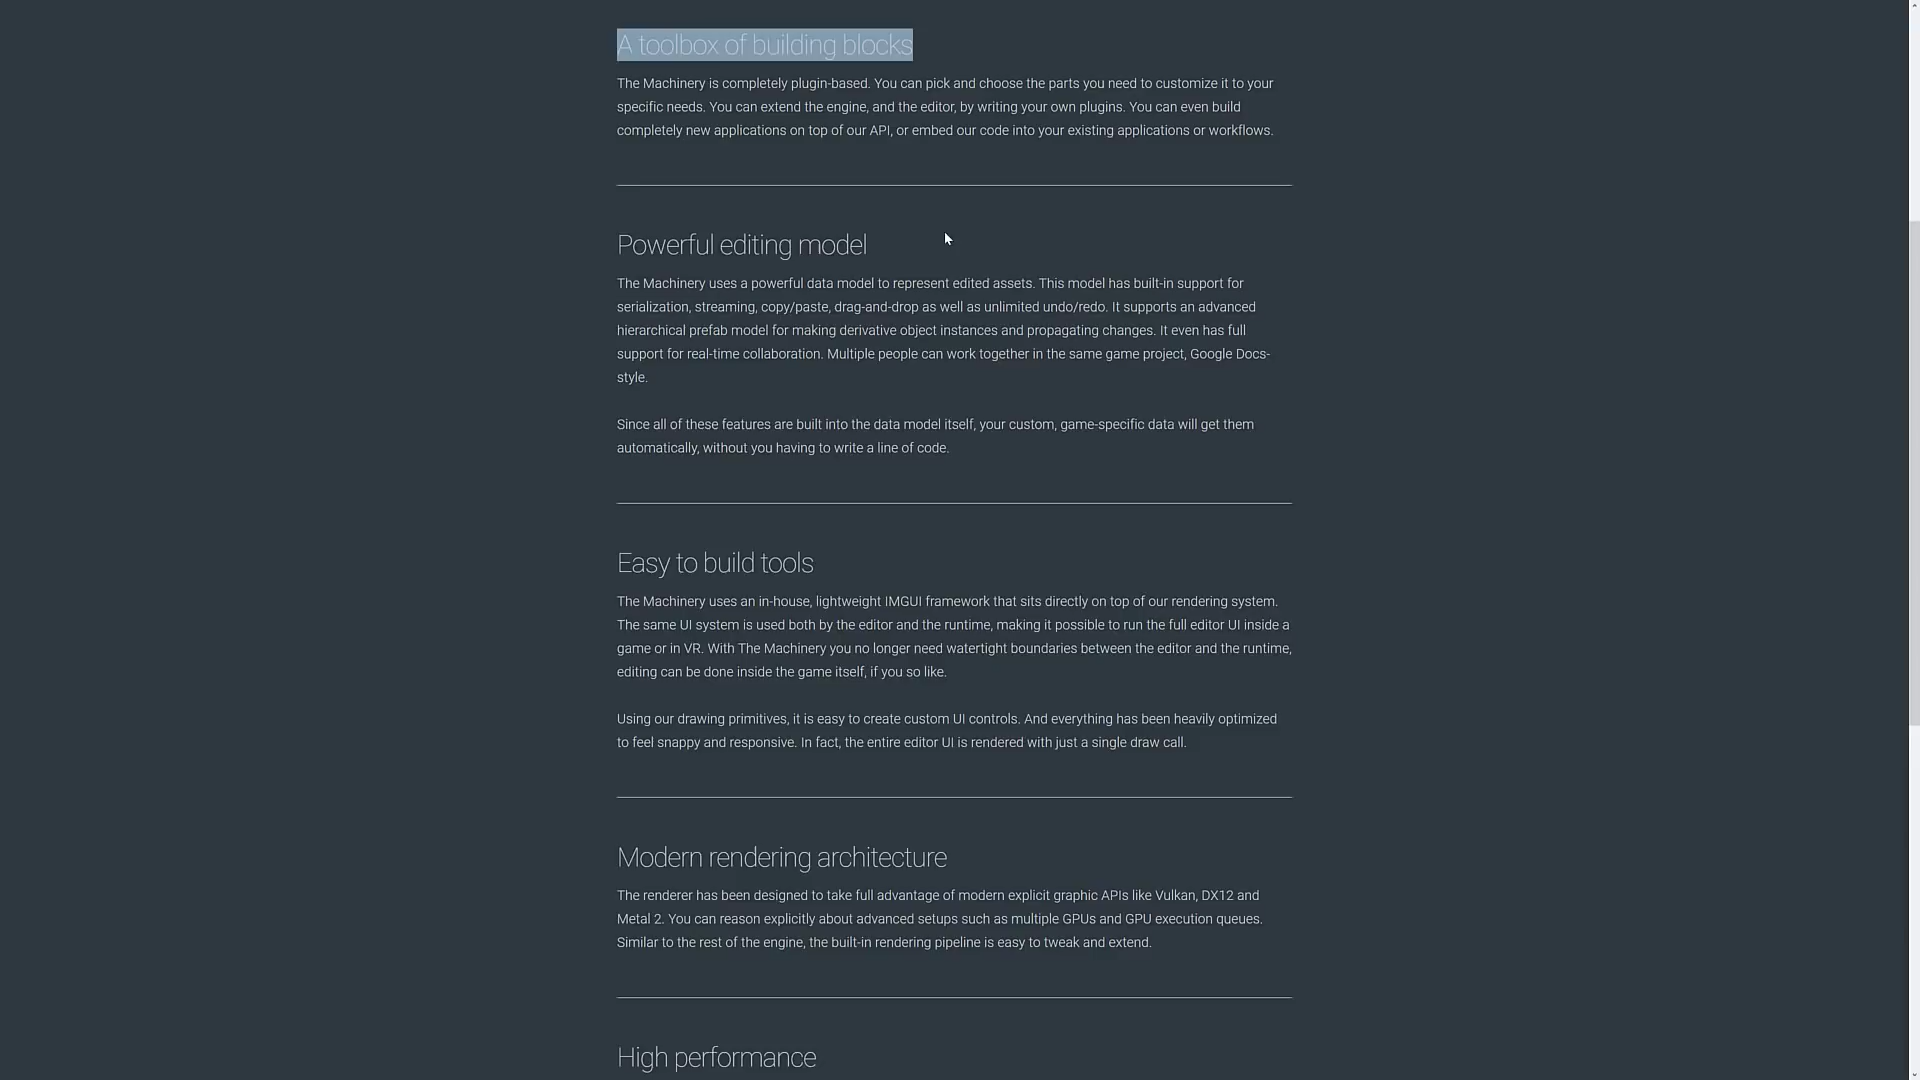 A toolbox of building blocks
The Machinery is completely plugin-based. You can pick and choose the parts you need to customize it to your
specific needs. You can extend the engine, and the editor, by writing your own plugins. You can even build
completely new applications on top of our API, or embed our code into your existing applications or workflows.
Powerful editing model
The Machinery uses a powerful data model to represent edited assets. This model has built-in support for
serialization, streaming, copy/paste, drag-and-drop as well as unlimited undo/redo. It supports an advanced
hierarchical prefab model for making derivative object instances and propagating changes. It even has full
support for real-time collaboration. Multiple people can work together in the same game project, Google Docs-
style.
Since all of these features are built into the data model itself, your custom, game-specific data will get them
automatically, without you having to write a line of code.
Easy to build tools
The Machinery uses an in-house, lightweight IMGUI framework that sits directly on top of our rendering system.
The same UI system is used both by the editor and the runtime, making it possible to run the full editor UI inside a
game or in VR. With The Machinery you no longer need watertight boundaries between the editor and the runtime,
editing can be done inside the game itself, if you so like.
Using our drawing primitives, it is easy to create custom UI controls. And everything has been heavily optimized
to feel snappy and responsive. In fact, the entire editor UI is rendered with just a single draw call.
Modern rendering architecture
The renderer has been designed to take full advantage of modern explicit graphic APIs like Vulkan, DX12 and
Metal 2. You can reason explicitly about advanced setups such as multiple GPUs and GPU execution queues.
Similar to the rest of the engine, the built-in rendering pipeline is easy to tweak and extend.
High performance